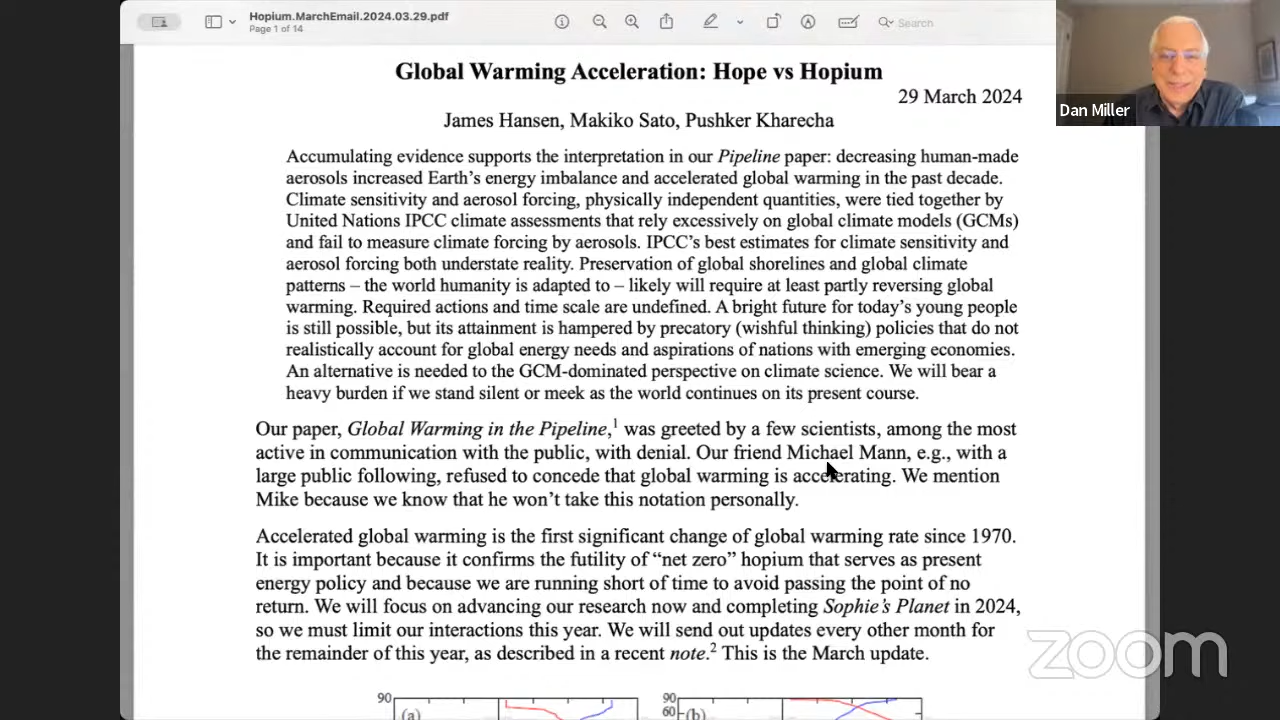 Hopium.MarchEmail.2024.03.29.pdf
Page 1 of 14
Search
Dan Miller
Global Warming Acceleration: Hope vs Hopium
29 March 2024
James Hansen, Makiko Sato, Pushker Kharecha
Accumulating evidence supports the interpretation in our Pipeline paper: decreasing human-made
aerosols increased Earth's energy imbalance and accelerated global warming in the past decade.
Climate sensitivity and aerosol forcing, physically independent quantities, were tied together by
United Nations IPCC climate assessments that rely excessively on global climate models (GCMs)
and fail to measure climate forcing by aerosols. IPCC's best estimates for climate sensitivity and
aerosol forcing both understate reality. Preservation of global shorelines and global climate
patterns – the world humanity is adapted to – likely will require at least partly reversing global
warming. Required actions and time scale are undefined. A bright future for today's young people
is still possible, but its attainment is hampered by precatory (wishful thinking) policies that do not
realistically account for global energy needs and aspirations of nations with emerging economies.
An alternative is needed to the GCM-dominated perspective on climate science. We will bear a
heavy burden if we stand silent or meek as the world continues on its present course.
Our paper, Global Warming in the Pipeline,1 was greeted by a few scientists, among the most
active in communication with the public, with denial. Our friend Michael Mann, e.g., with a
large public following, refused to concede that global warming is accelerating. We mention
Mike because we know that he won't take this notation personally.
Accelerated global warming is the first significant change of global warming rate since 1970.
It is important because it confirms the futility of "net zero" hopium that serves as present
energy policy and because we are running short of time to avoid passing the point of no
return. We will focus on advancing our research now and completing Sophie's Planet in 2024,
so we must limit our interactions this year. We will send out updates every other month for
the remainder of this year, as described in a recent note.2 This is the March update.
90
(a)
90
60
(b)
zoom